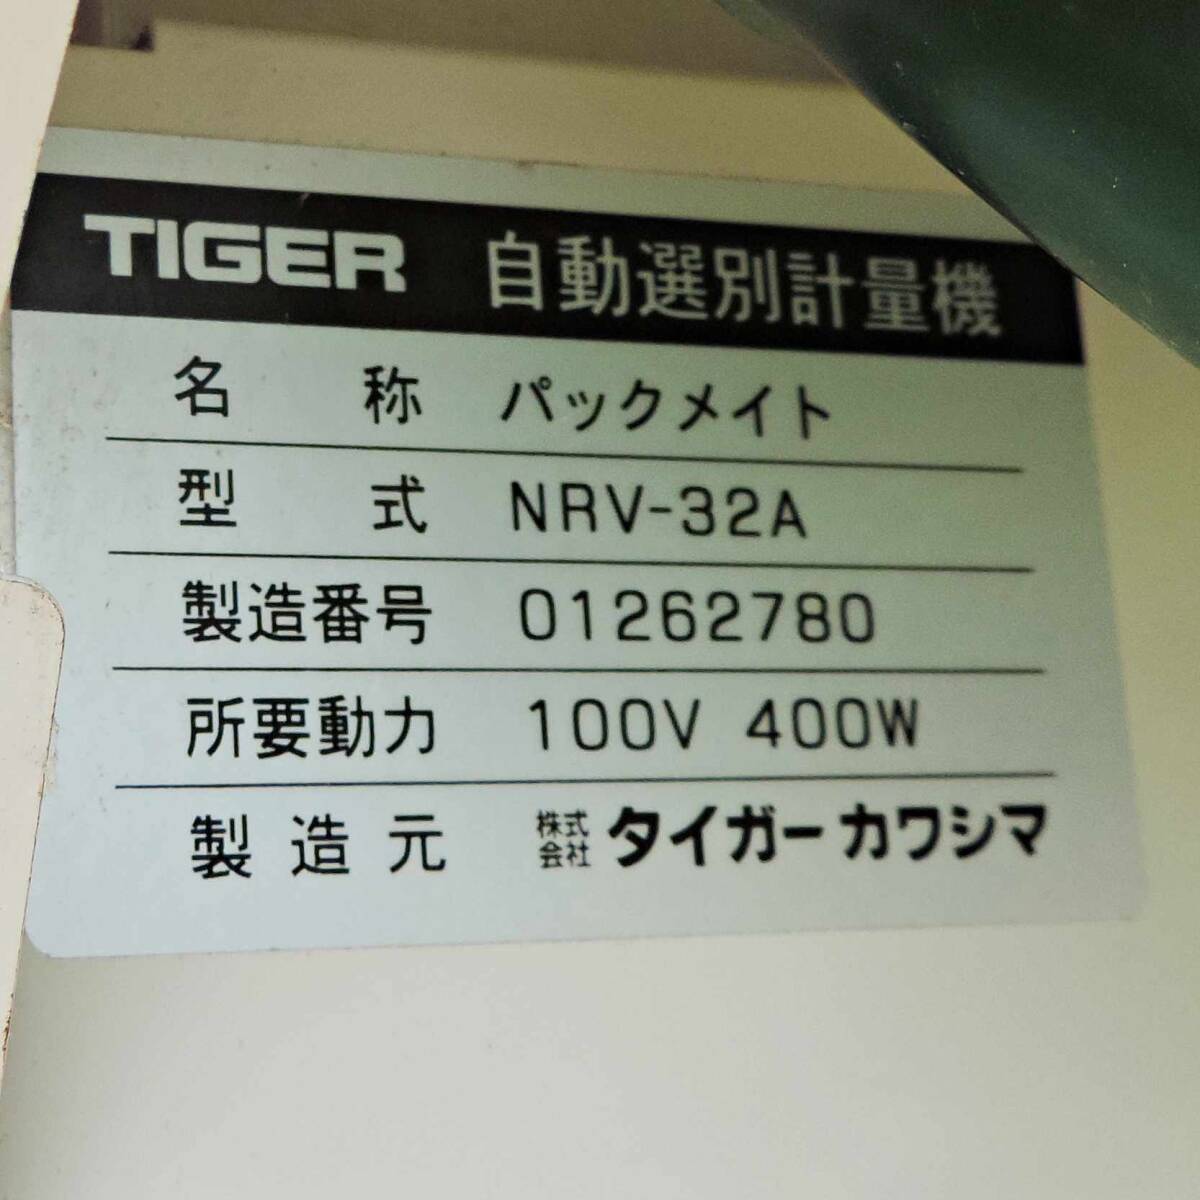 TIGER 自動選別計量機
名称 パックメイト
型式 NRV-32A
製造番号 01262780
所要動力 100V 400W
製造元 株式会社 タイガーカワシマ